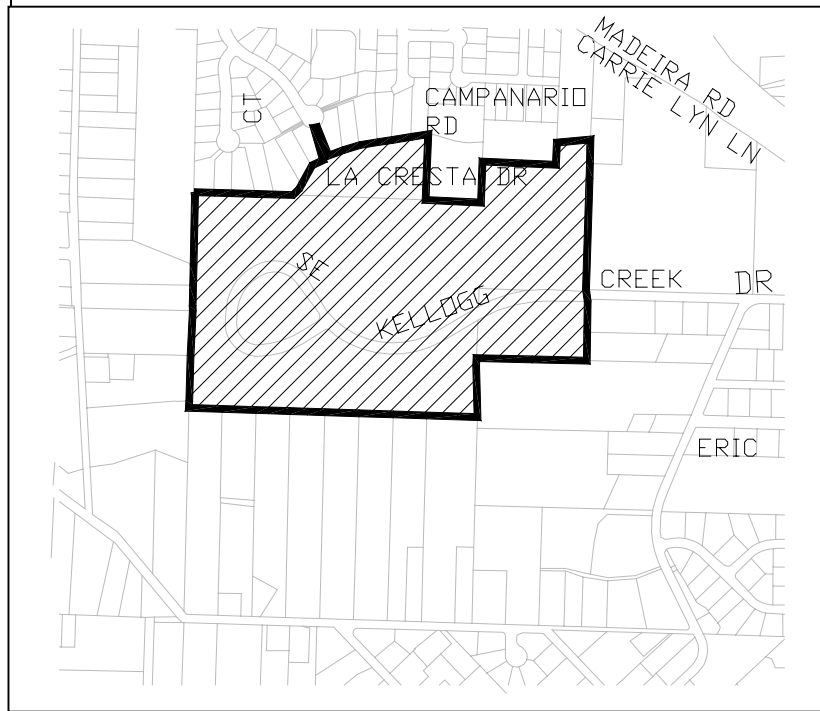 MADEIRA RD
CARRIE LYN LN
CAMPANARIO
RD
CT
LA CRESTA DR
SE KELLOGG CREEK DR
ERIC